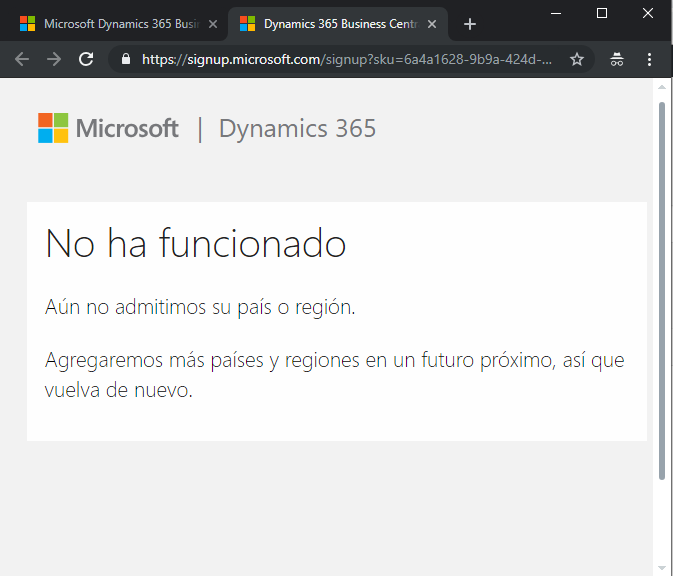 Microsoft Dynamics 365 Busi
Dynamics 365 Business Centr
https://signup.microsoft.com/signup?sku=6a4a1628-9b9a-424d-...
Microsoft | Dynamics 365
No ha funcionado
Aún no admitimos su país o región.
Agregaremos más países y regiones en un futuro próximo, así que
vuelva de nuevo.